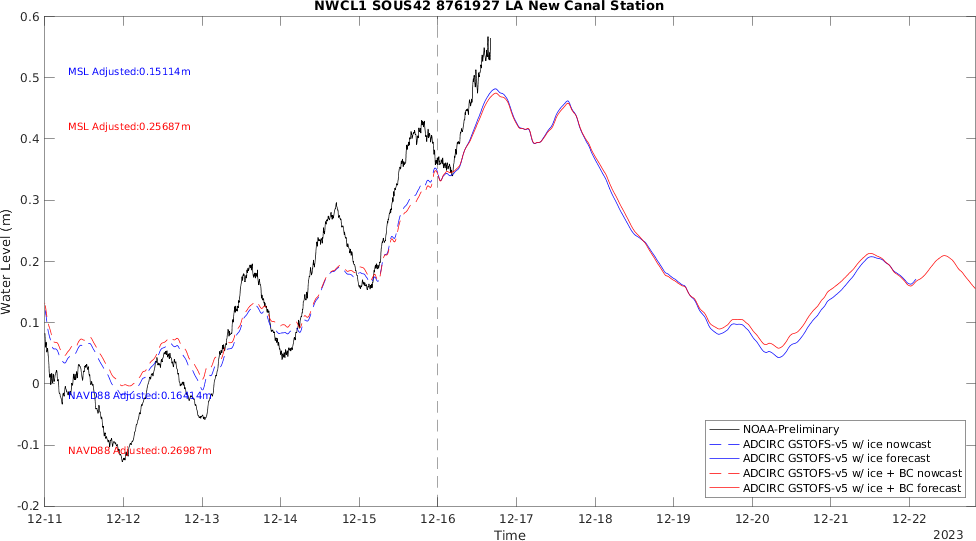 NWCL1 SOUS42 8761927 LA New Canal Station
0.6
0.5
0.4
0.3
0.2
0.1
0
-0.1
-0.2
Water Level (m)
MSL Adjusted:0.15114m
MSL Adjusted:0.25687m
NAVD88 Adjusted:0.16414m
NAVD88 Adjusted:0.26987m
NOAA-Preliminary
ADCIRC GSTOFS-v5 w/ ice nowcast
ADCIRC GSTOFS-v5 w/ ice forecast
ADCIRC GSTOFS-v5 w/ ice + BC nowcast
ADCIRC GSTOFS-v5 w/ ice + BC forecast
12-11 12-12 12-13 12-14 12-15 12-16 12-17 12-18 12-19 12-20 12-21 12-22
Time
2023